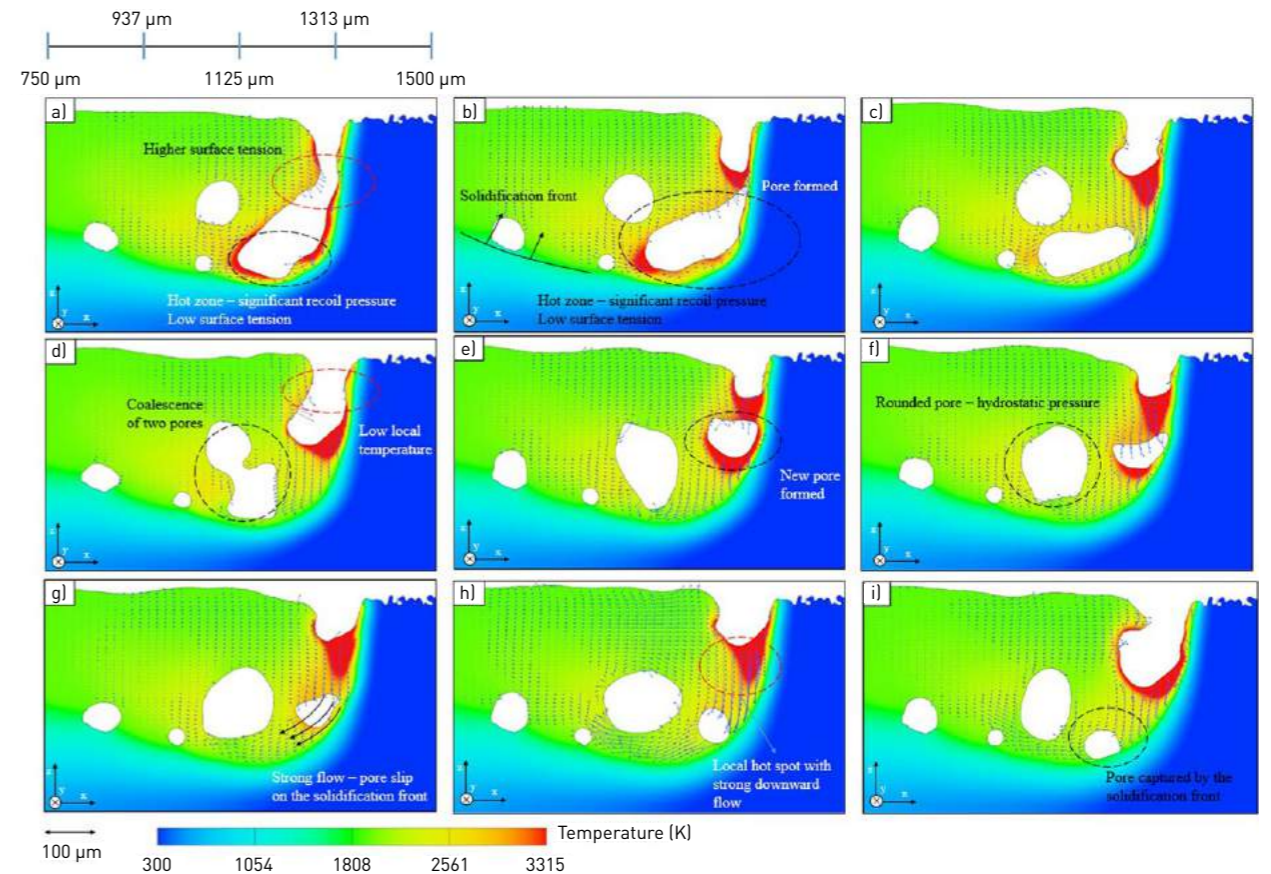 937 µm 1313 µm
750 µm 1125 µm 1500 µm
a)
Higher surface tension
Hot zone – significant recoil pressure
Low surface tension
z
y
x
b)
Pore formed
Solidification front
Hot zone – significant recoil pressure
Low surface tension
z
y
x
c)
z
y
x
d)
Coalescence
of two pores
Low local
temperature
z
y
x
e)
New pore
formed
z
y
x
f)
Rounded pore – hydrostatic pressure
z
y
x
g)
Strong flow – pore slip
on the solidification front
z
y
x
h)
Local hot spot with
strong downward
flow
z
y
x
i)
Pore captured by the
solidification front
z
y
x
100 µm
Temperature (K)
300 1054 1808 2561 3315